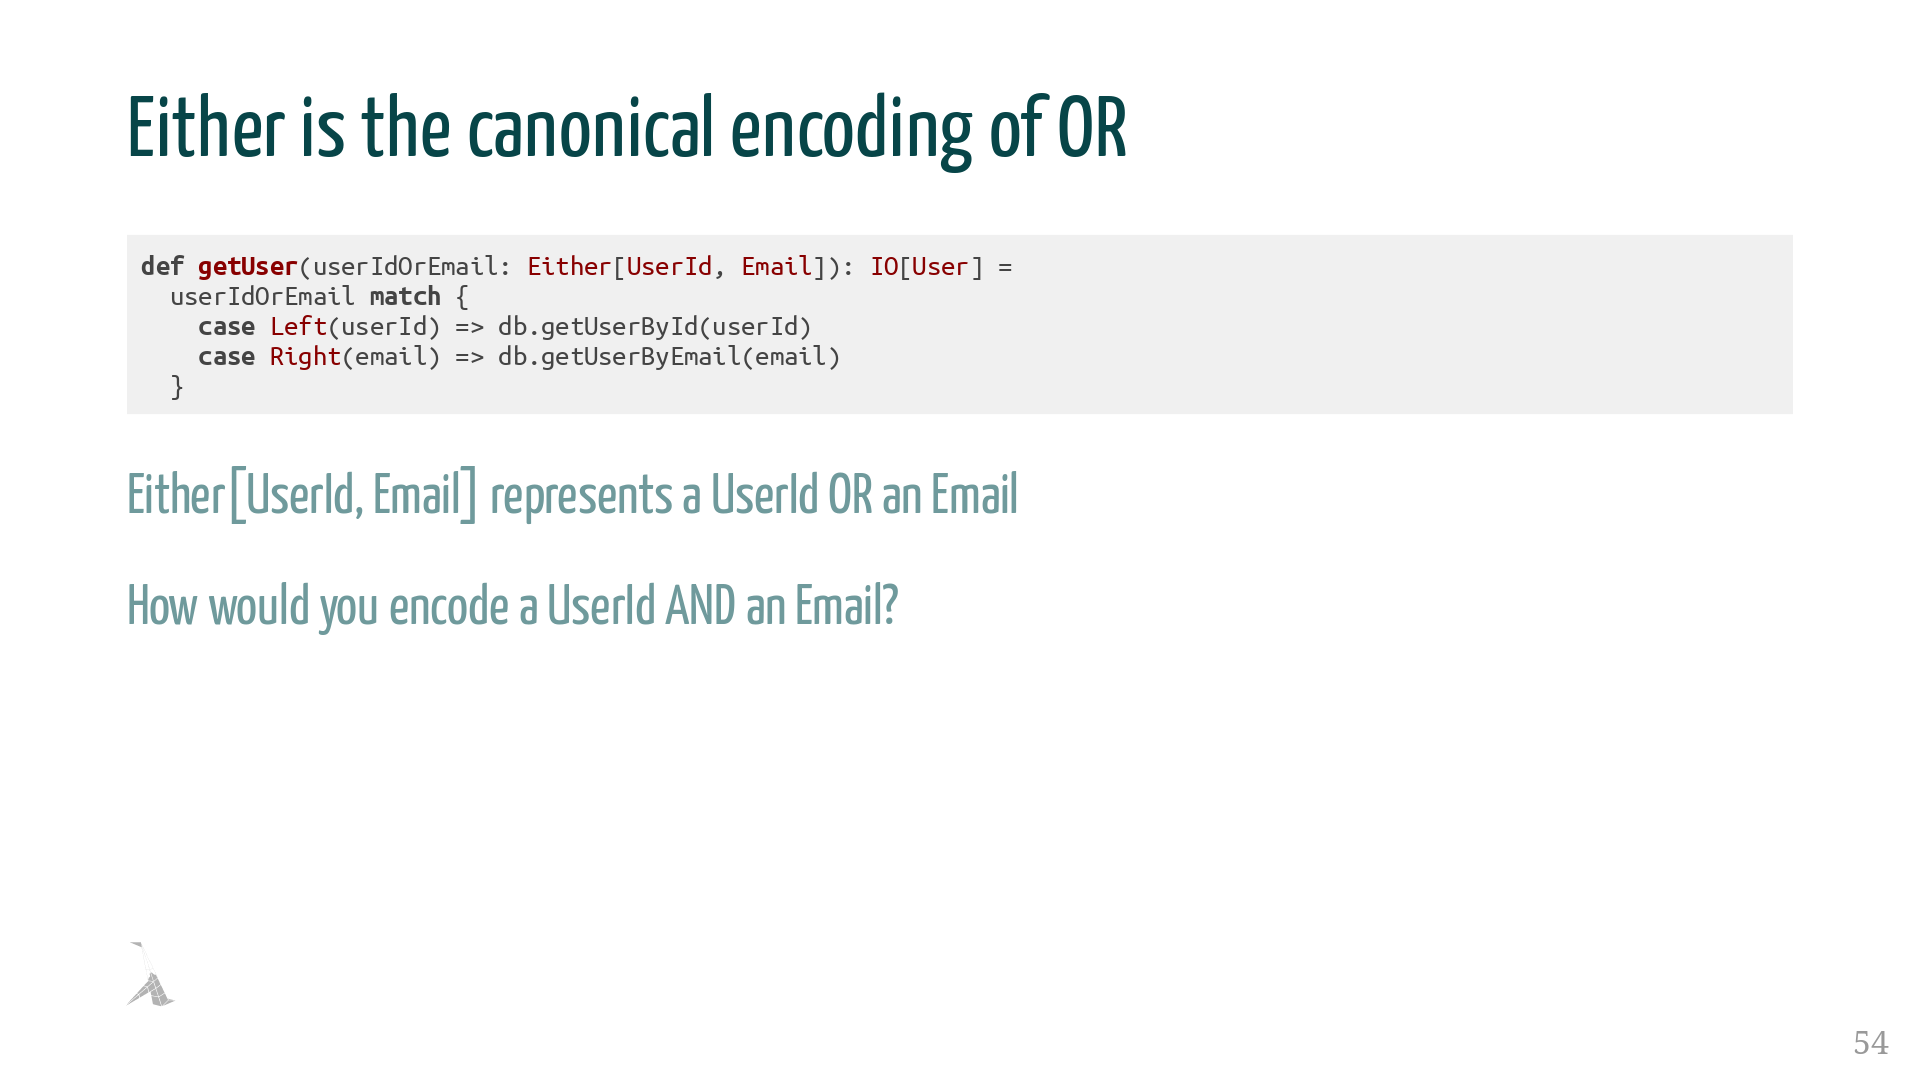 Either is the canonical encoding of OR
def getUser(userIdOrEmail: Either[UserId, Email]): IO[User] =
  userIdOrEmail match {
    case Left(userId) => db.getUserById(userId)
    case Right(email) => db.getUserByEmail(email)
  }
Either[UserId, Email] represents a UserId OR an Email
How would you encode a UserId AND an Email?
54